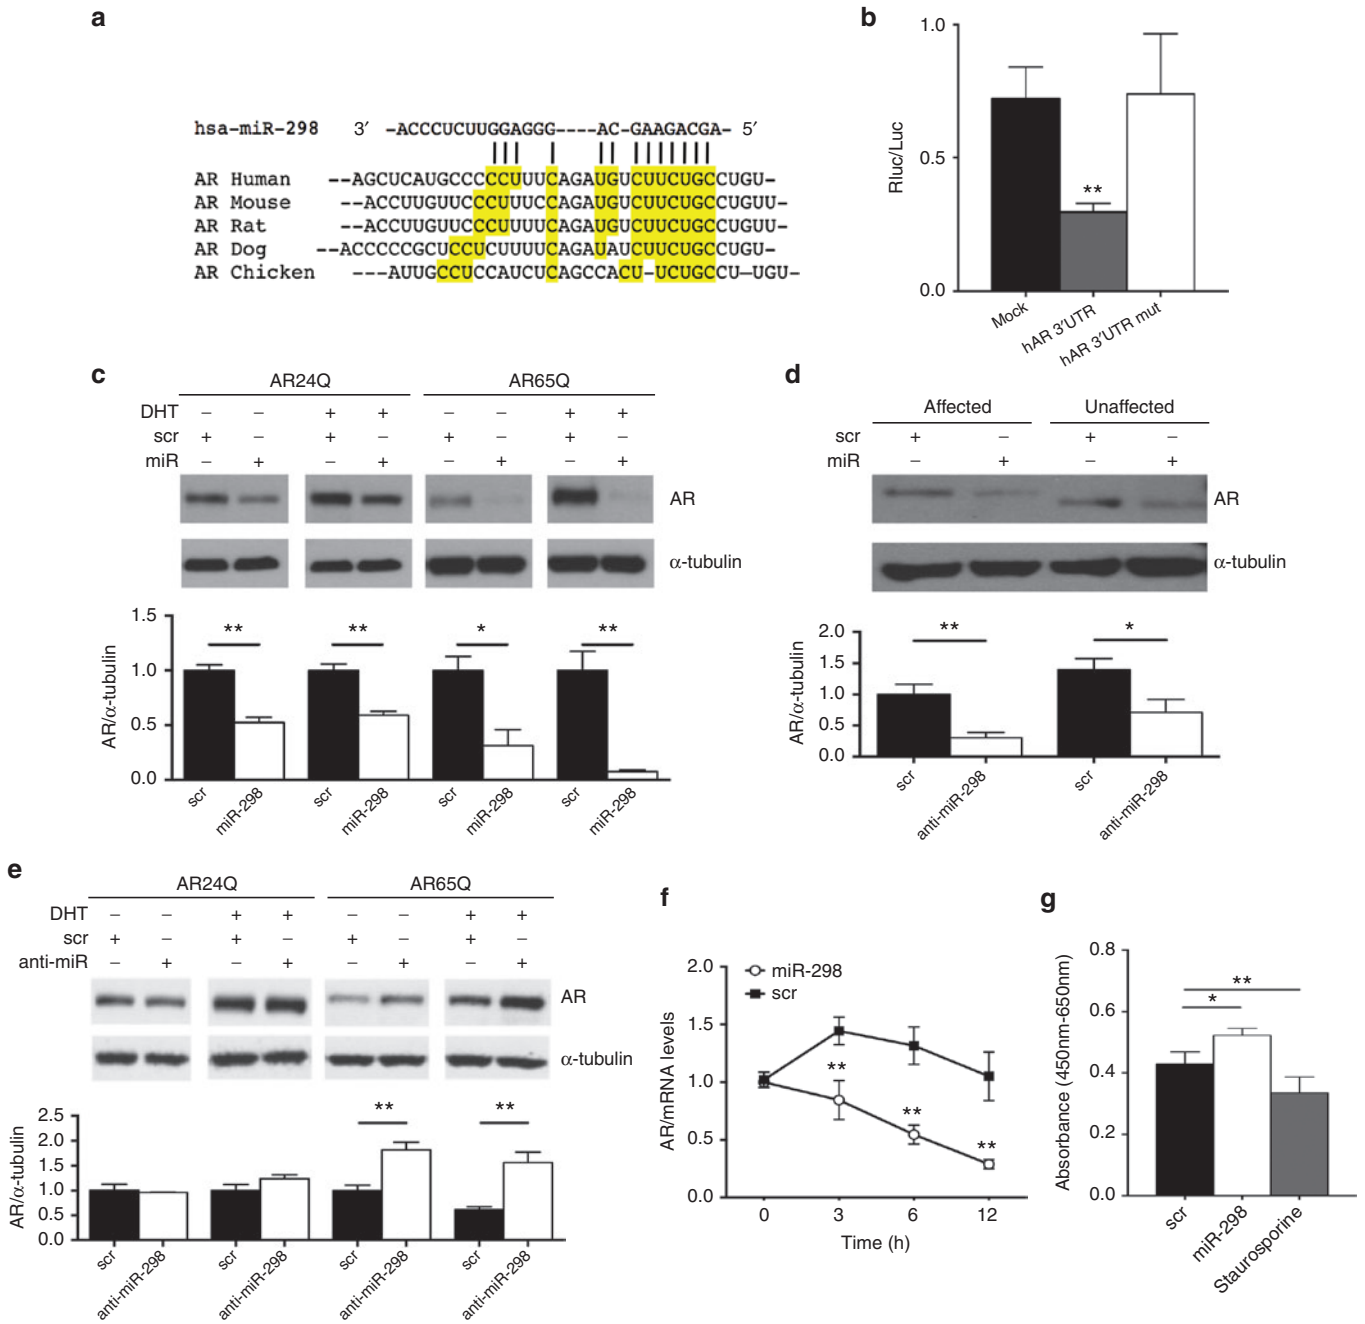 a
hsa-miR-298 3′ -ACCCUCUUGGAGGG----AC-GAAGACGA- 5′
AR Human --AGCUCAUGCCCCCUUUCAGAUGUCUUCUGCCUGU-
AR Mouse --ACCUUGUUCCCUUUCCAGAUGUCUUCUGCCUGUU-
AR Rat --ACCUUGUUCCCUUUUCAGAUGUCUUCUGCCUGUU-
AR Dog --ACCCCCGCUCCUCUUUUCAGAUAUCUUCUGCCUGU-
AR Chicken ---AUUGCCUCCAUCUCAGCCACU-UCUGCCU–UGU-
b
Rluc/Luc
1.0
0.5
0.0
**
Mock
hAR 3′UTR
hAR 3′UTR mut
c
AR24Q AR65Q
DHT – – + + – – + +
scr + – + – + – + –
miR – + – + – + – +
AR
α-tubulin
AR/α-tubulin
1.5
1.0
0.5
0.0
** ** * **
scr miR-298 scr miR-298 scr miR-298 scr miR-298
d
Affected Unaffected
scr + – + –
miR – + – +
AR
α-tubulin
AR/α-tubulin
2.0
1.5
1.0
0.5
0.0
** *
scr anti-miR-298 scr anti-miR-298
e
AR24Q AR65Q
DHT – – + + – – + +
scr + – + – + – + –
anti-miR – + – + – + – +
AR
α-tubulin
AR/α-tubulin
2.5
2.0
1.5
1.0
0.5
0.0
** **
scr anti-miR-298 scr anti-miR-298 scr anti-miR-298 scr anti-miR-298
f
AR/mRNA levels
2.0
1.5
1.0
0.5
0.0
miR-298
scr
**
**
**
0 3 6 12
Time (h)
g
Absorbance (450nm-650nm)
0.8
0.6
0.4
0.2
0.0
**
*
scr
miR-298
Staurosporine